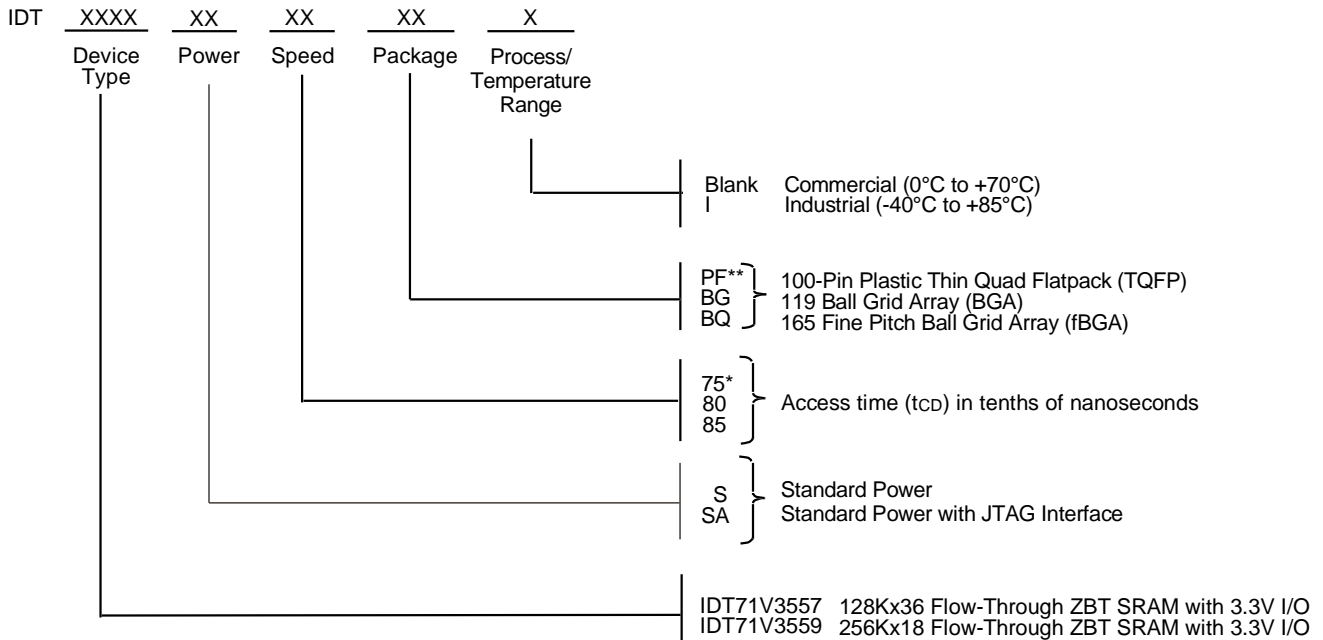 IDT XXXX XX XX XX X
Device Type Power Speed Package Process/ Temperature Range
Blank Commercial (0°C to +70°C)
I Industrial (-40°C to +85°C)
PF** 100-Pin Plastic Thin Quad Flatpack (TQFP)
BG 119 Ball Grid Array (BGA)
BQ 165 Fine Pitch Ball Grid Array (fBGA)
75*
80 Access time (tCD) in tenths of nanoseconds
85
S Standard Power
SA Standard Power with JTAG Interface
IDT71V3557 128Kx36 Flow-Through ZBT SRAM with 3.3V I/O
IDT71V3559 256Kx18 Flow-Through ZBT SRAM with 3.3V I/O